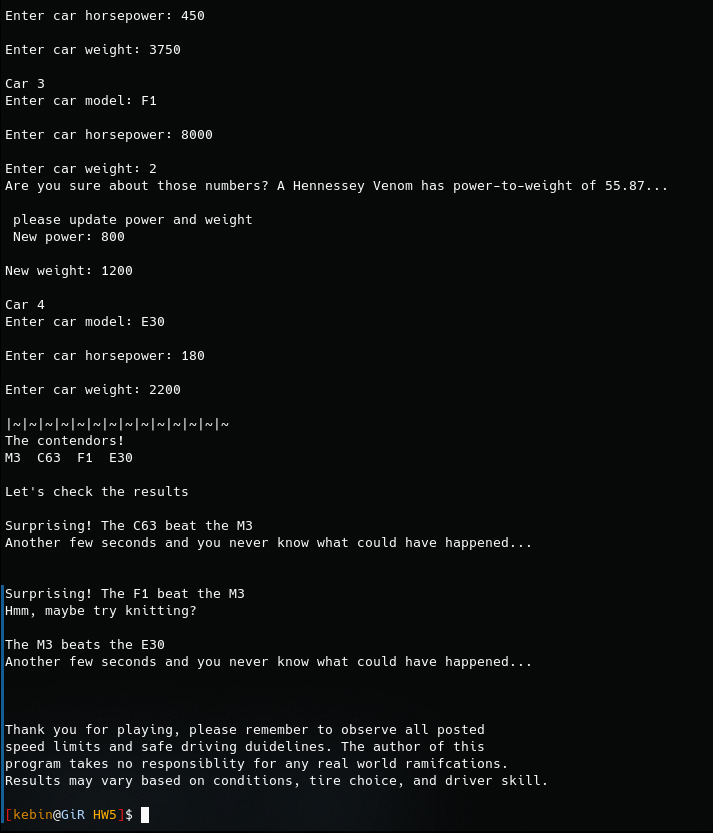 Enter car horsepower: 450
Enter car weight: 3750
Car 3
Enter car model: F1
Enter car horsepower: 8000
Enter car weight: 2
Are you sure about those numbers? A Hennessey Venom has power-to-weight of 55.87...
please update power and weight
New power: 800
New weight: 1200
Car 4
Enter car model: E30
Enter car horsepower: 180
Enter car weight: 2200
|~|~|~|~|~|~|~|~|~|~|~|~|~|~
The contendors!
M3  C63  F1  E30
Let's check the results
Surprising! The C63 beat the M3
Another few seconds and you never know what could have happened...
Surprising! The F1 beat the M3
Hmm, maybe try knitting?
The M3 beats the E30
Another few seconds and you never know what could have happened...
Thank you for playing, please remember to observe all posted
speed limits and safe driving duidelines. The author of this
program takes no responsiblity for any real world ramifcations.
Results may vary based on conditions, tire choice, and driver skill.
[kebin@GiR HW5]$